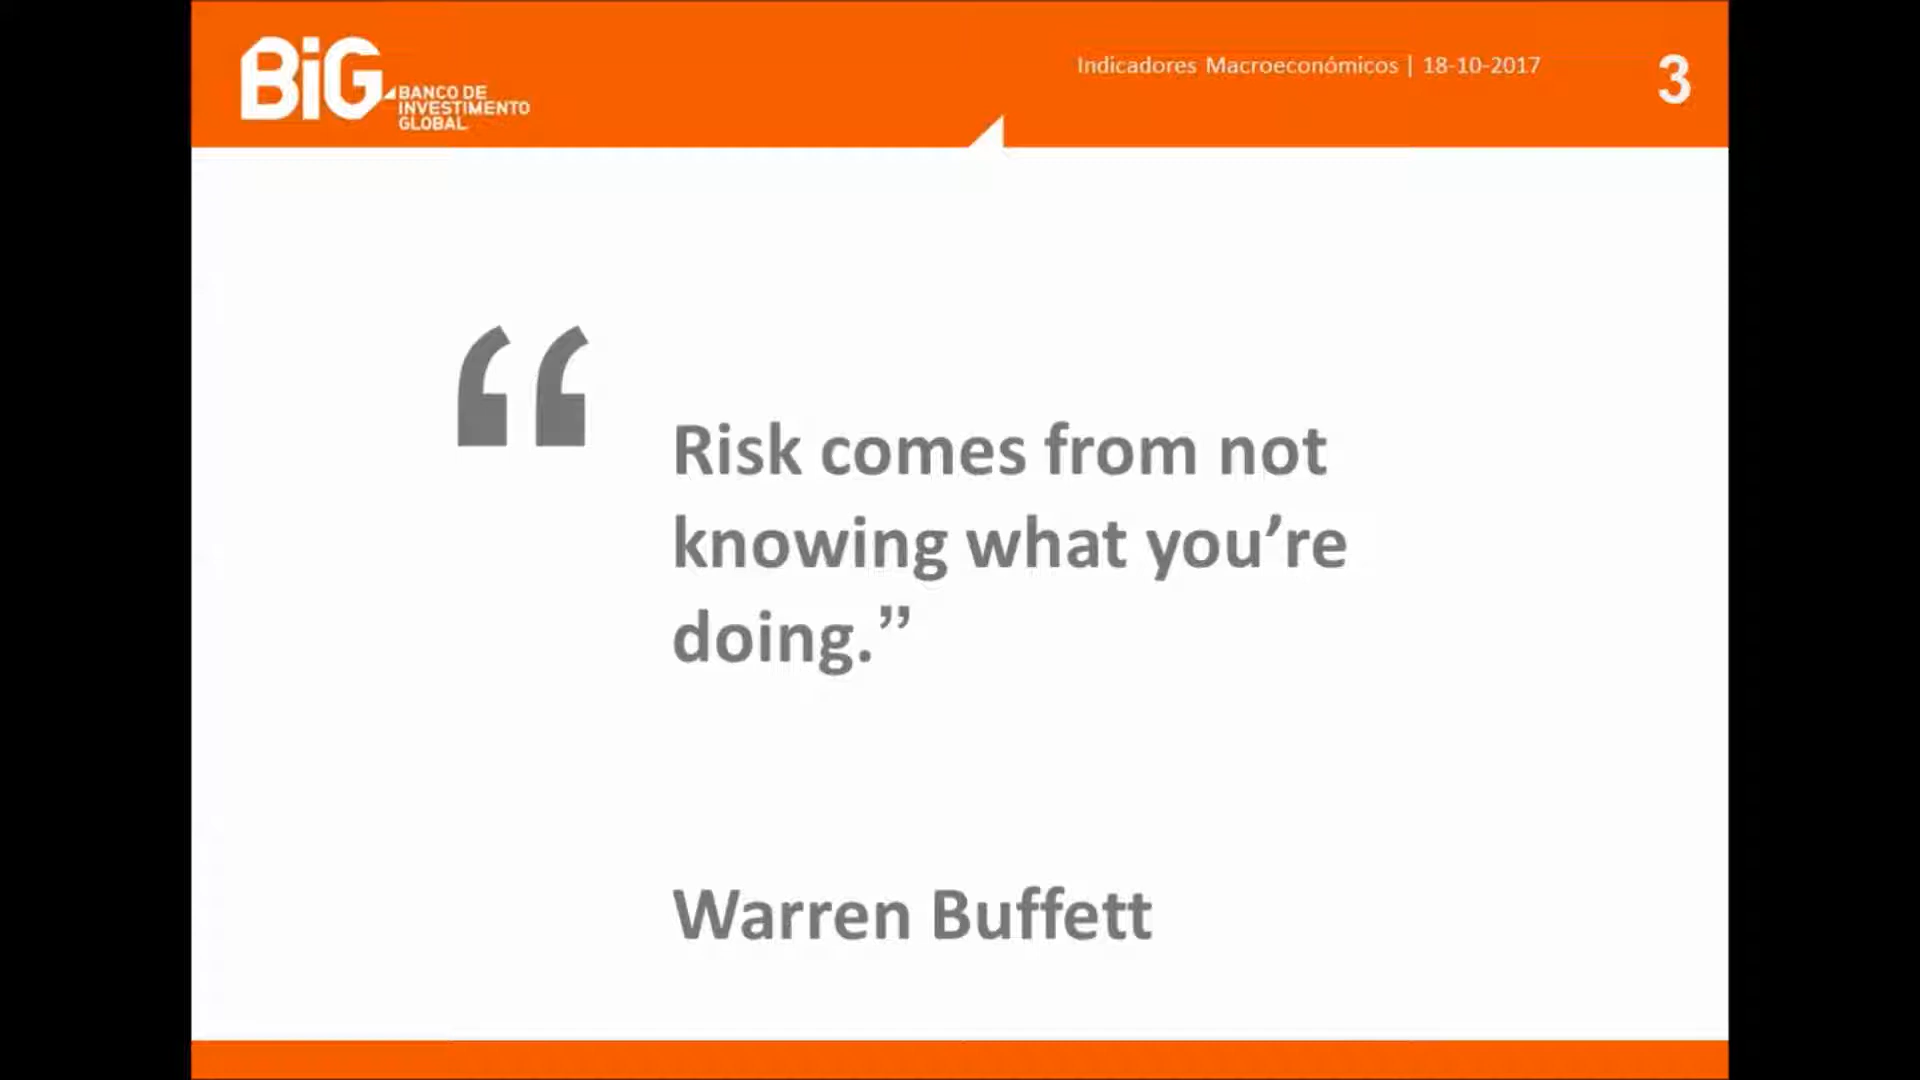 BiG
BANCO DE
INVESTIMENTO
GLOBAL
Indicadores Macroeconómicos | 18-10-2017
3
“
Risk comes from not
knowing what you’re
doing.”
Warren Buffett